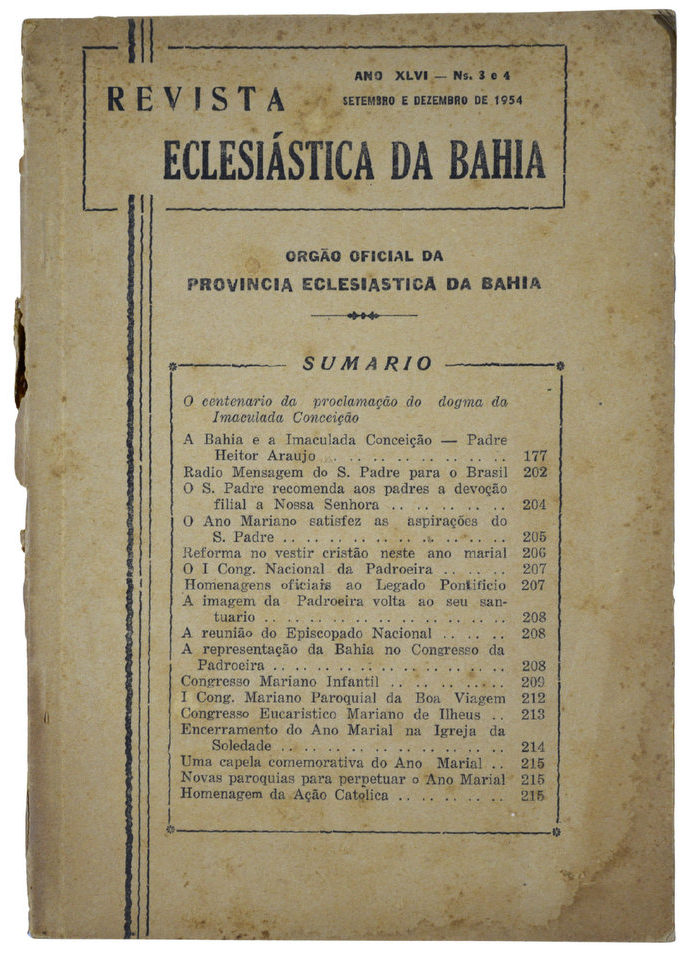 ANO XLVI — Ns. 3 e 4
REVISTA
SETEMBRO E DEZEMBRO DE 1954
ECLESIÁSTICA DA BAHIA
ORGÃO OFICIAL DA
PROVINCIA ECLESIASTICA DA BAHIA
SUMARIO
O centenario da proclamação do dogma da
Imaculada Conceição
A Bahia e a Imaculada Conceição — Padre
Heitor Araujo . . . . . . . . . . . . 177
Radio Mensagem do S. Padre para o Brasil 202
O S. Padre recomenda aos padres a devoção
filial a Nossa Senhora . . . . . . . . 204
O Ano Mariano satisfez as aspirações do
S. Padre . . . . . . . . . . . . . . . 205
Reforma no vestir cristão neste ano marial 206
O I Cong. Nacional da Padroeira . . . . . . 207
Homenagens oficiais ao Legado Pontificio 207
A imagem da Padroeira volta ao seu san-
tuario . . . . . . . . . . . . . . . . 208
A reunião do Episcopado Nacional . . . . . 208
A representação da Bahia no Congresso da
Padroeira . . . . . . . . . . . . . . . 208
Congresso Mariano Infantil . . . . . . . . . 209
I Cong. Mariano Paroquial da Boa Viagem 212
Congresso Eucaristico Mariano de Ilheus . . 213
Encerramento do Ano Marial na Igreja da
Soledade . . . . . . . . . . . . . . . 214
Uma capela comemorativa do Ano Marial . . 215
Novas paroquias para perpetuar o Ano Marial 215
Homenagem da Ação Catolica . . . . . . . . 215